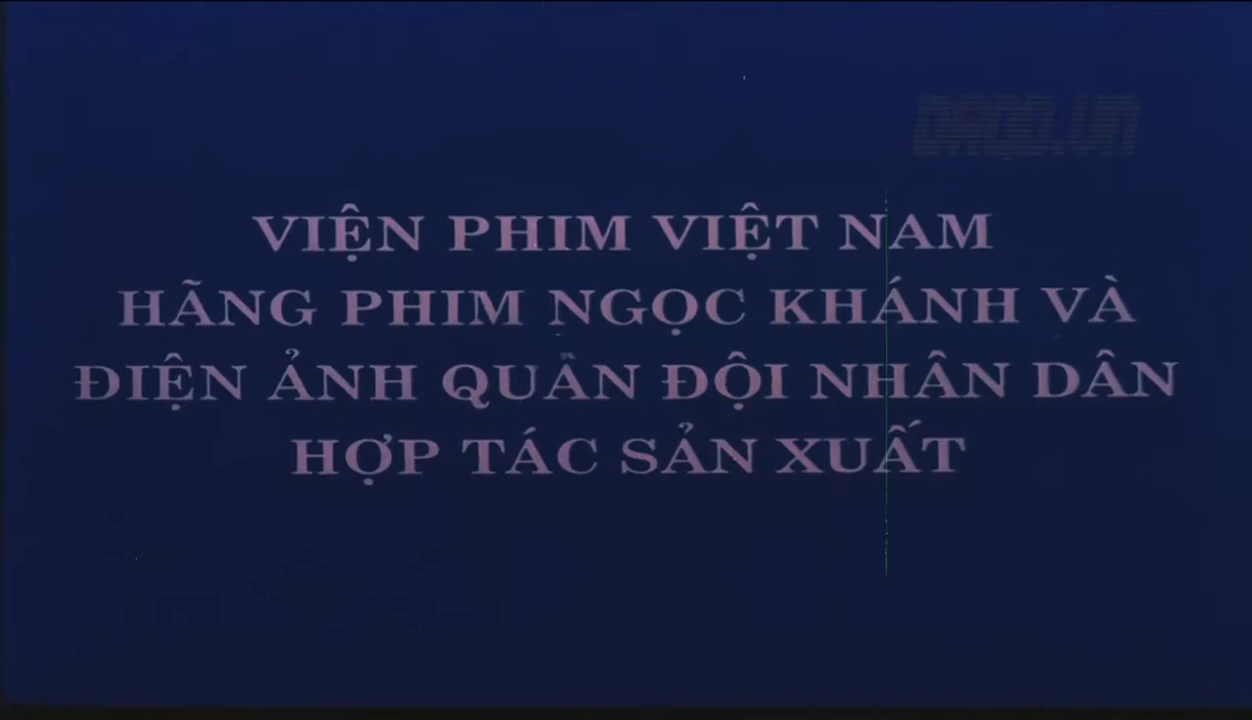 VIỆN PHIM VIỆT NAM
HÃNG PHIM NGỌC KHÁNH VÀ
ĐIỆN ẢNH QUÂN ĐỘI NHÂN DÂN
HỢP TÁC SẢN XUẤT